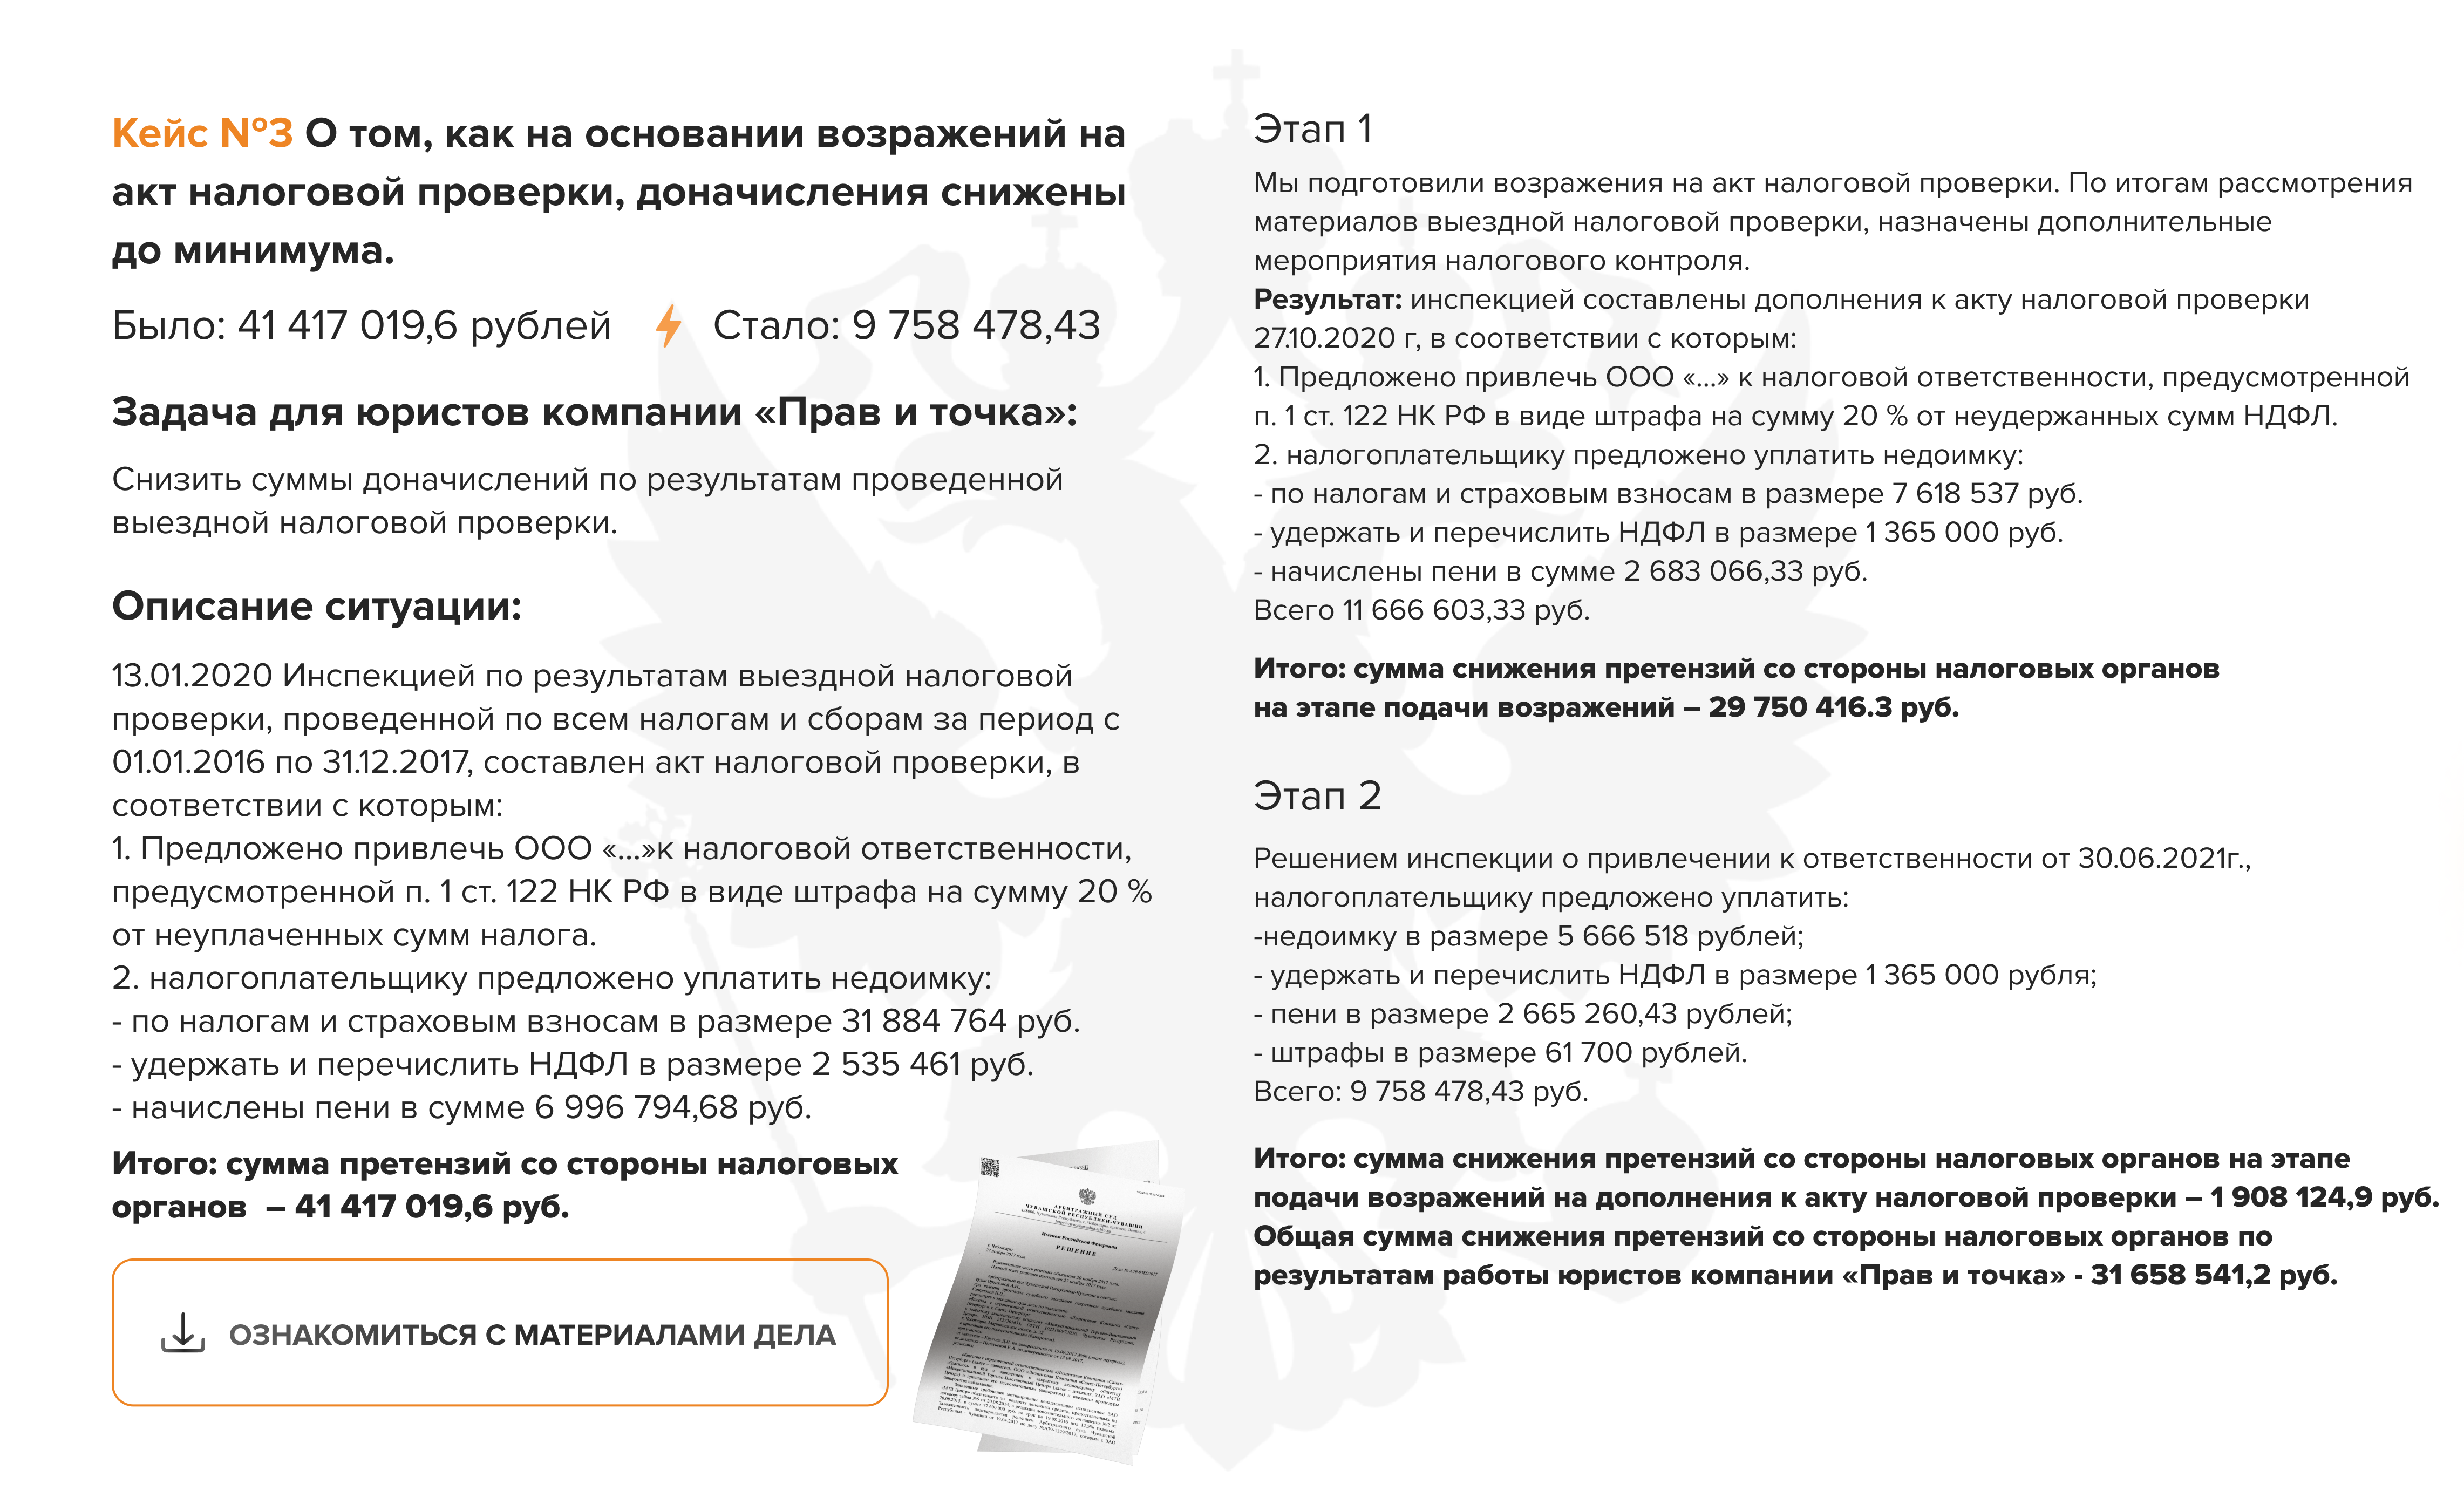 Кейс №3 О том, как на основании возражений на
акт налоговой проверки, доначисления снижены
до минимума.
Было: 41 417 019,6 рублей Стало: 9 758 478,43
Задача для юристов компании «Прав и точка»:
Снизить суммы доначислений по результатам проведенной
выездной налоговой проверки.
Описание ситуации:
13.01.2020 Инспекцией по результатам выездной налоговой
проверки, проведенной по всем налогам и сборам за период с
01.01.2016 по 31.12.2017, составлен акт налоговой проверки, в
соответствии с которым:
1. Предложено привлечь ООО «...»к налоговой ответственности,
предусмотренной п. 1 ст. 122 НК РФ в виде штрафа на сумму 20 %
от неуплаченных сумм налога.
2. налогоплательщику предложено уплатить недоимку:
- по налогам и страховым взносам в размере 31 884 764 руб.
- удержать и перечислить НДФЛ в размере 2 535 461 руб.
- начислены пени в сумме 6 996 794,68 руб.
Итого: сумма претензий со стороны налоговых
органов – 41 417 019,6 руб.
ОЗНАКОМИТЬСЯ С МАТЕРИАЛАМИ ДЕЛА
АРБИТРАЖНЫЙ СУД
ЧУВАШСКОЙ РЕСПУБЛИКИ-ЧУВАШИИ
Именем Российской Федерации
РЕШЕНИЕ
Этап 1
Мы подготовили возражения на акт налоговой проверки. По итогам рассмотрения
материалов выездной налоговой проверки, назначены дополнительные
мероприятия налогового контроля.
Результат: инспекцией составлены дополнения к акту налоговой проверки
27.10.2020 г, в соответствии с которым:
1. Предложено привлечь ООО «...» к налоговой ответственности, предусмотренной
п. 1 ст. 122 НК РФ в виде штрафа на сумму 20 % от неудержанных сумм НДФЛ.
2. налогоплательщику предложено уплатить недоимку:
- по налогам и страховым взносам в размере 7 618 537 руб.
- удержать и перечислить НДФЛ в размере 1 365 000 руб.
- начислены пени в сумме 2 683 066,33 руб.
Всего 11 666 603,33 руб.
Итого: сумма снижения претензий со стороны налоговых органов
на этапе подачи возражений – 29 750 416.3 руб.
Этап 2
Решением инспекции о привлечении к ответственности от 30.06.2021г.,
налогоплательщику предложено уплатить:
-недоимку в размере 5 666 518 рублей;
- удержать и перечислить НДФЛ в размере 1 365 000 рубля;
- пени в размере 2 665 260,43 рублей;
- штрафы в размере 61 700 рублей.
Всего: 9 758 478,43 руб.
Итого: сумма снижения претензий со стороны налоговых органов на этапе
подачи возражений на дополнения к акту налоговой проверки – 1 908 124,9 руб.
Общая сумма снижения претензий со стороны налоговых органов по
результатам работы юристов компании «Прав и точка» - 31 658 541,2 руб.